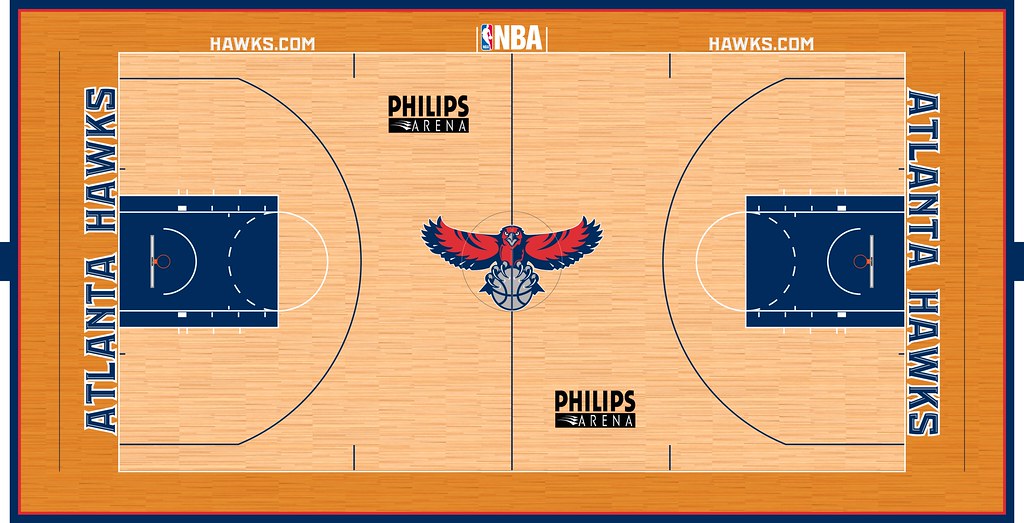 HAWKS.COM
NBA
HAWKS.COM
PHILIPS
ARENA
ATLANTA HAWKS
ATLANTA HAWKS
PHILIPS
ARENA